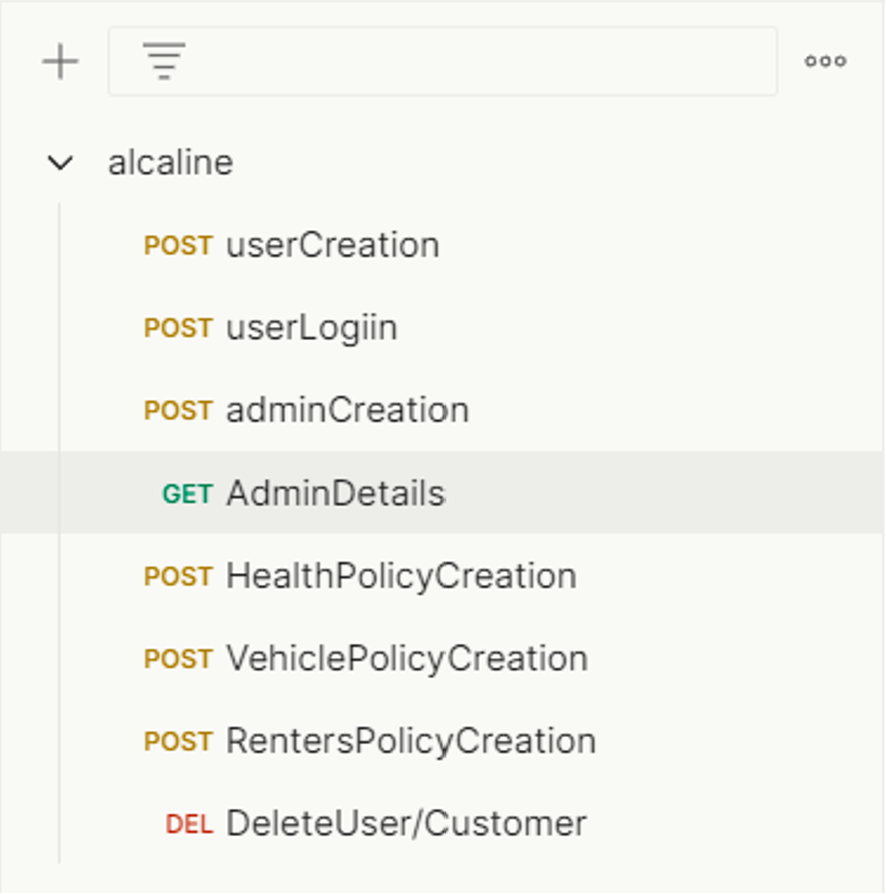 alcaline
POST userCreation
POST userLogiin
POST adminCreation
GET AdminDetails
POST HealthPolicyCreation
POST VehiclePolicyCreation
POST RentersPolicyCreation
DEL DeleteUser/Customer